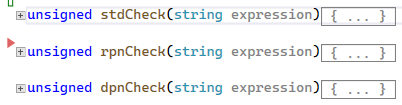 unsigned stdCheck(string expression){ ... }
unsigned rpnCheck(string expression){ ... }
unsigned dpnCheck(string expression){ ... }